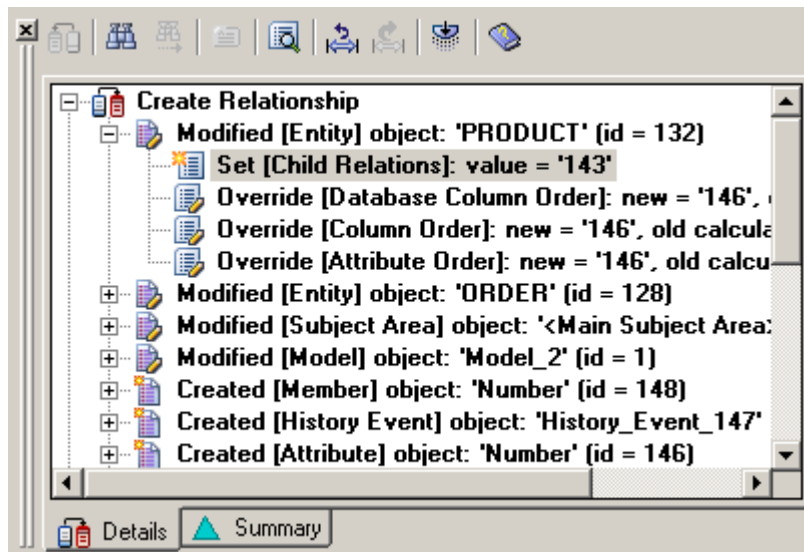 Create Relationship
Modified [Entity] object: 'PRODUCT' (id = 132)
Set [Child Relations]: value = '143'
Override [Database Column Order]: new = '146',
Override [Column Order]: new = '146', old calcula
Override [Attribute Order]: new = '146', old calcu
Modified [Entity] object: 'ORDER' (id = 128)
Modified [Subject Area] object: '<Main Subject Area>
Modified [Model] object: 'Model_2' (id = 1)
Created [Member] object: 'Number' (id = 148)
Created [History Event] object: 'History_Event_147'
Created [Attribute] object: 'Number' (id = 146)
Details Summary